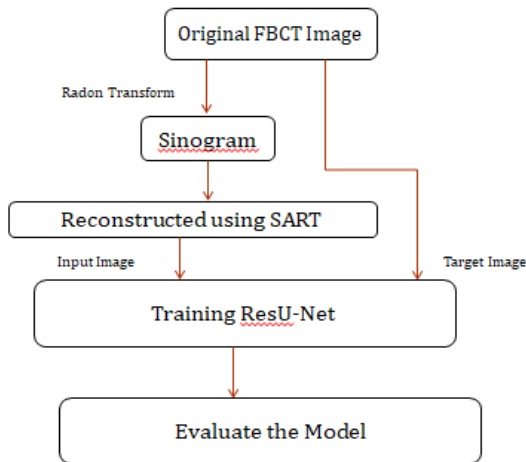 Original FBCT Image
Radon Transform
Sinogram
Reconstructed using SART
Input Image
Target Image
Training ResU-Net
Evaluate the Model